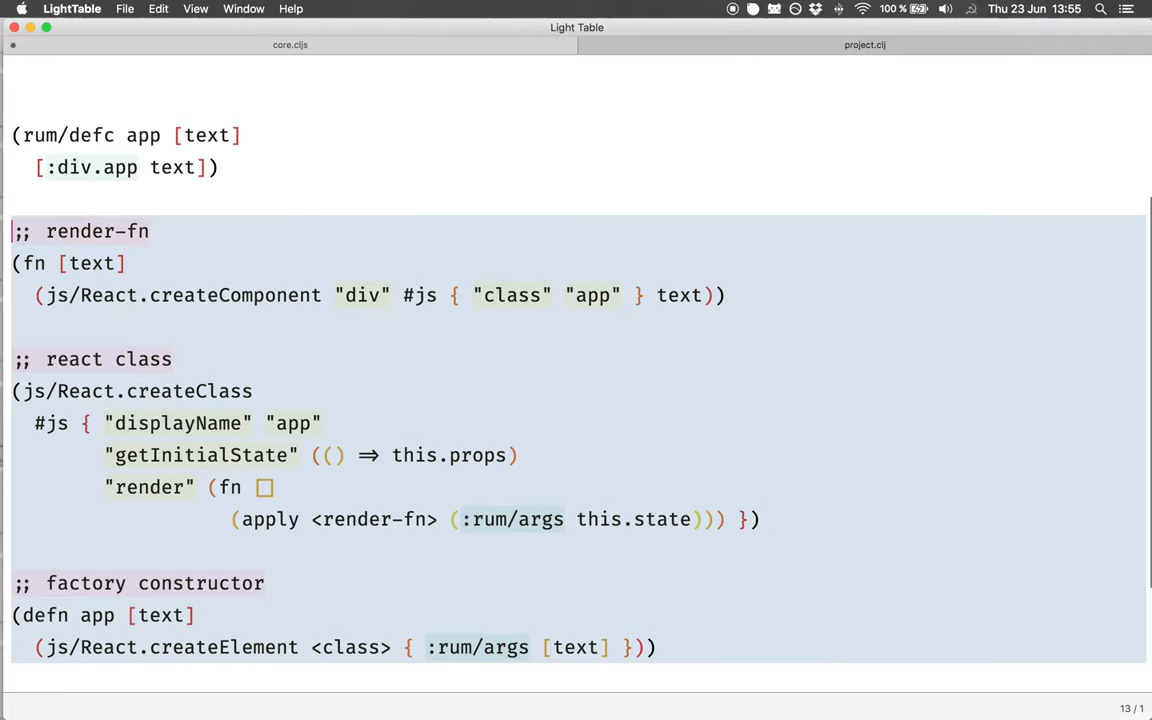 LightTable File Edit View Window Help 100 % Thu 23 Jun 13:55
Light Table
core.cljs project.clj
(rum/defc app [text]
[:div.app text])
;; render-fn
(fn [text]
(js/React.createComponent "div" #js { "class" "app" } text))
;; react class
(js/React.createClass
#js { "displayName" "app"
"getInitialState" (() => this.props)
"render" (fn []
(apply <render-fn> (:rum/args this.state))) })
;; factory constructor
(defn app [text]
(js/React.createElement <class> { :rum/args [text] }))
13 / 1